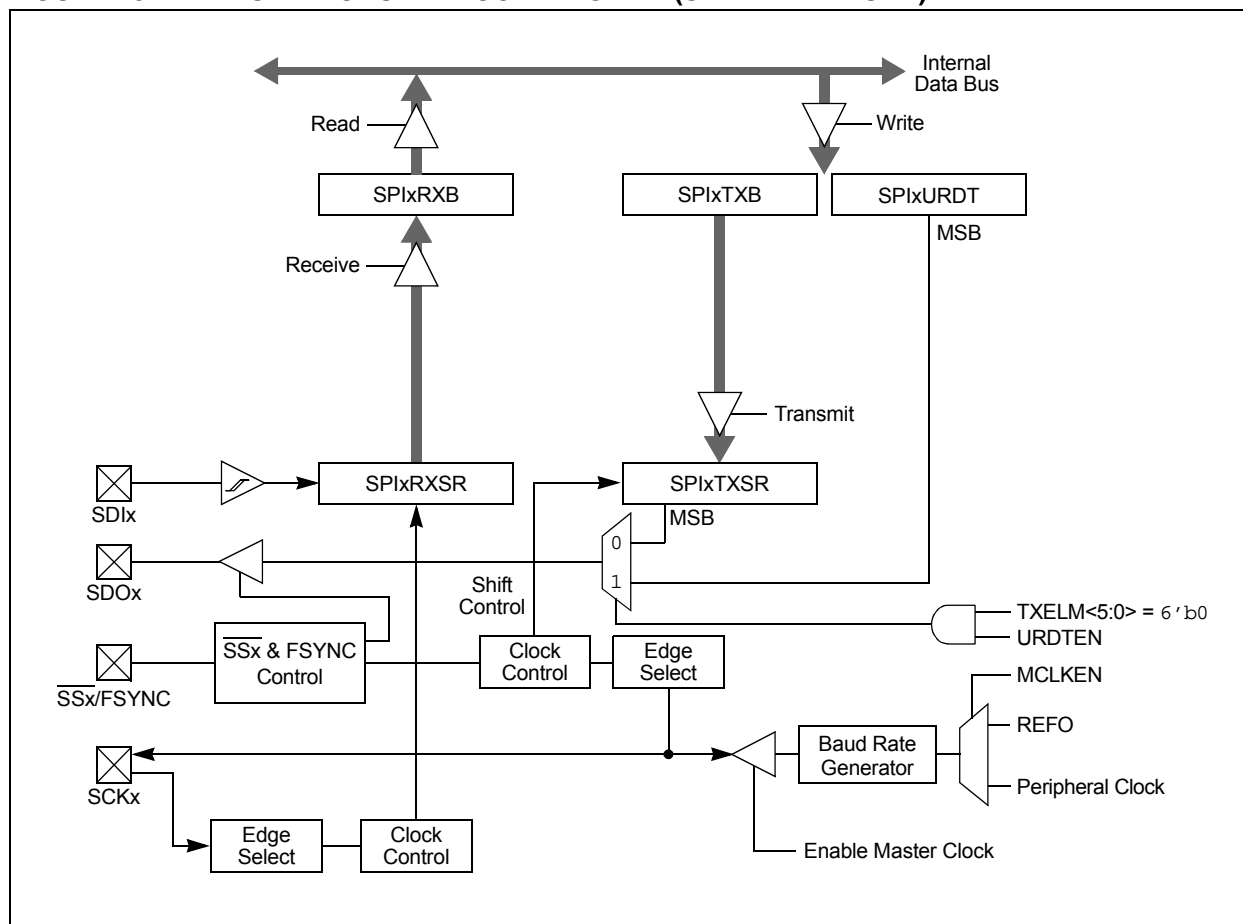 Internal
Data Bus
Read
Write
SPIxRXB
SPIxTXB
SPIxURDT
MSB
Receive
Transmit
SPIxRXSR
SPIxTXSR
SDIx
MSB
0
SDOx
1
Shift
Control
TXELM<5:0> = 6'b0
URDTEN
SSx & FSYNC
Control
Clock
Control
Edge
Select
SSx/FSYNC
MCLKEN
REFO
Baud Rate
Generator
SCKx
Peripheral Clock
Edge
Select
Clock
Control
Enable Master Clock